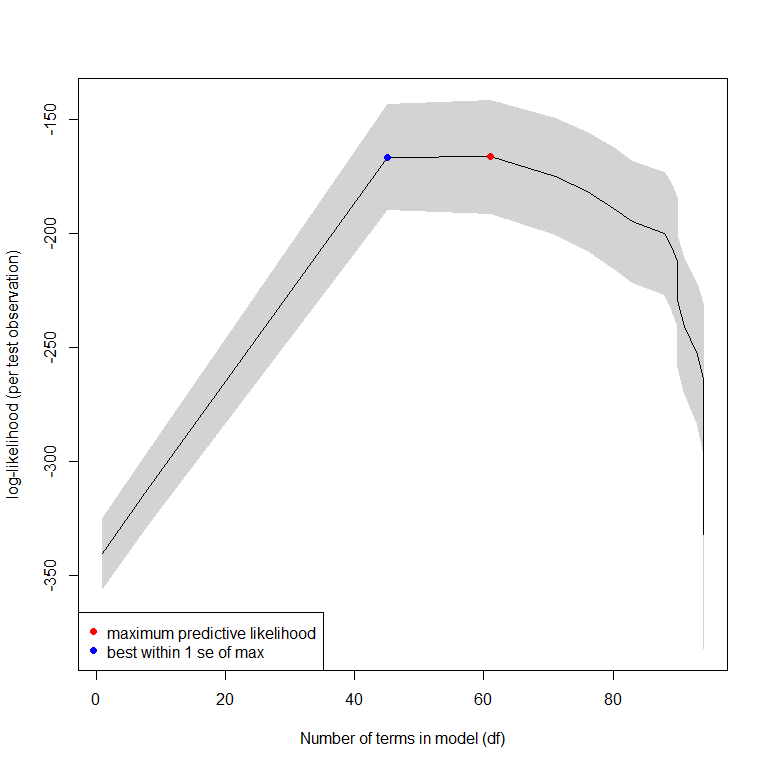 -150
-200
-250
-300
-350
log-likelihood (per test observation)
maximum predictive likelihood
best within 1 se of max
0 20 40 60 80
Number of terms in model (df)